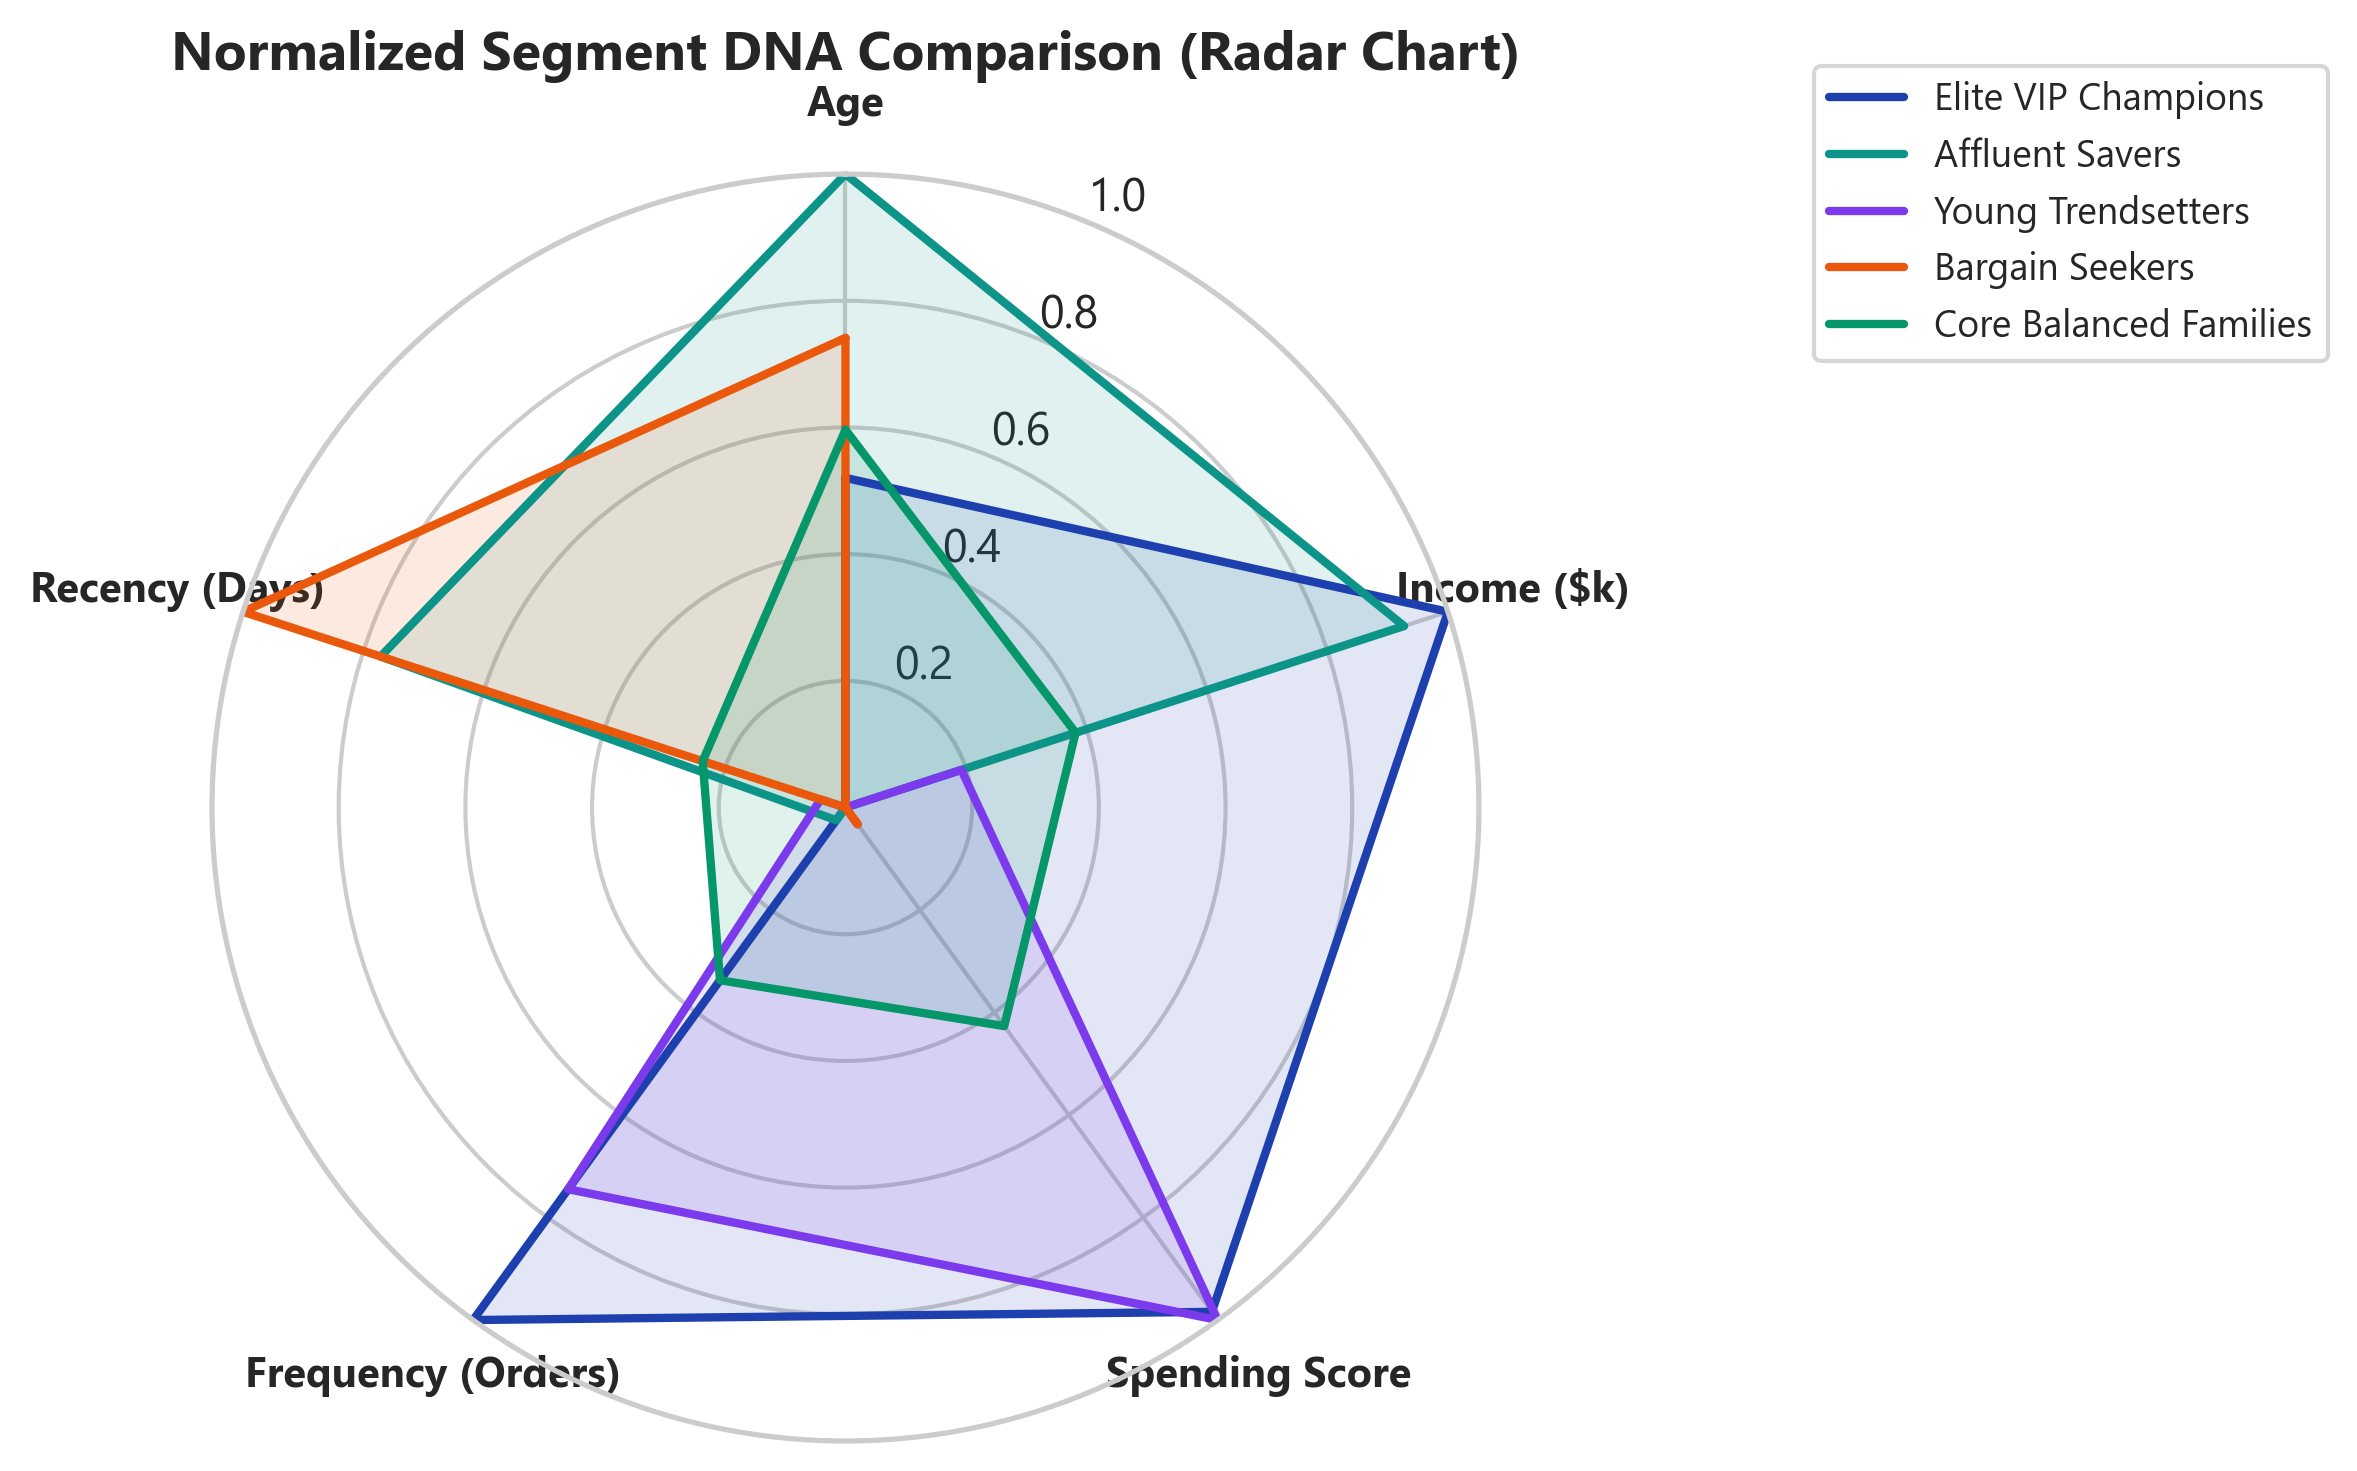 Normalized Segment DNA Comparison (Radar Chart)
Age
Elite VIP Champions
Affluent Savers
Young Trendsetters
Bargain Seekers
Core Balanced Families
1.0
0.8
0.6
0.4
0.2
Recency (Days)
Income ($k)
Frequency (Orders)
Spending Score